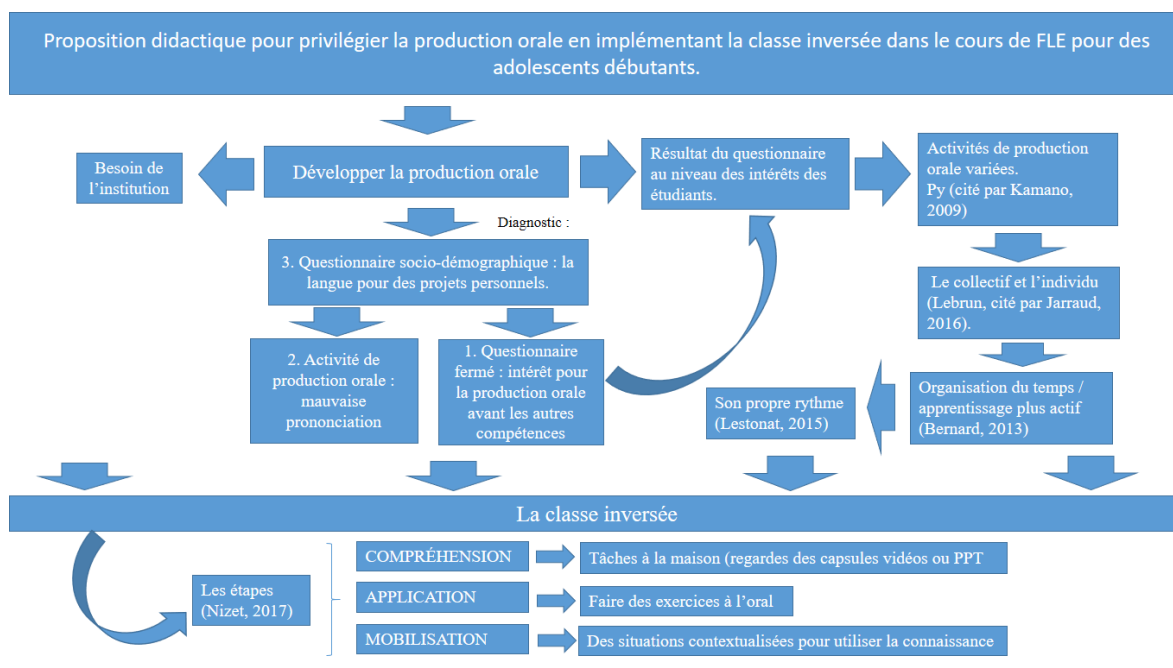 Proposition didactique pour privilégier la production orale en implémentant la classe inversée dans le cours de FLE pour des
adolescents débutants.
Besoin de
l'institution
Développer la production orale
Résultat du questionnaire
au niveau des intérêts des
étudiants.
Activités de production
orale variées.
Py (cité par Kamano,
2009)
Diagnostic :
3. Questionnaire socio-démographique : la
langue pour des projets personnels.
Le collectif et l'individu
(Lebrun, cité par Jarraud,
2016).
2. Activité de
production orale :
mauvaise
prononciation
1. Questionnaire
fermé : intérêt pour
la production orale
avant les autres
compétences
Son propre rythme
(Lestonat, 2015)
Organisation du temps /
apprentissage plus actif
(Bernard, 2013)
La classe inversée
Les étapes
(Nizet, 2017)
COMPRÉHENSION
Tâches à la maison (regardes des capsules vidéos ou PPT
APPLICATION
Faire des exercices à l'oral
MOBILISATION
Des situations contextualisées pour utiliser la connaissance